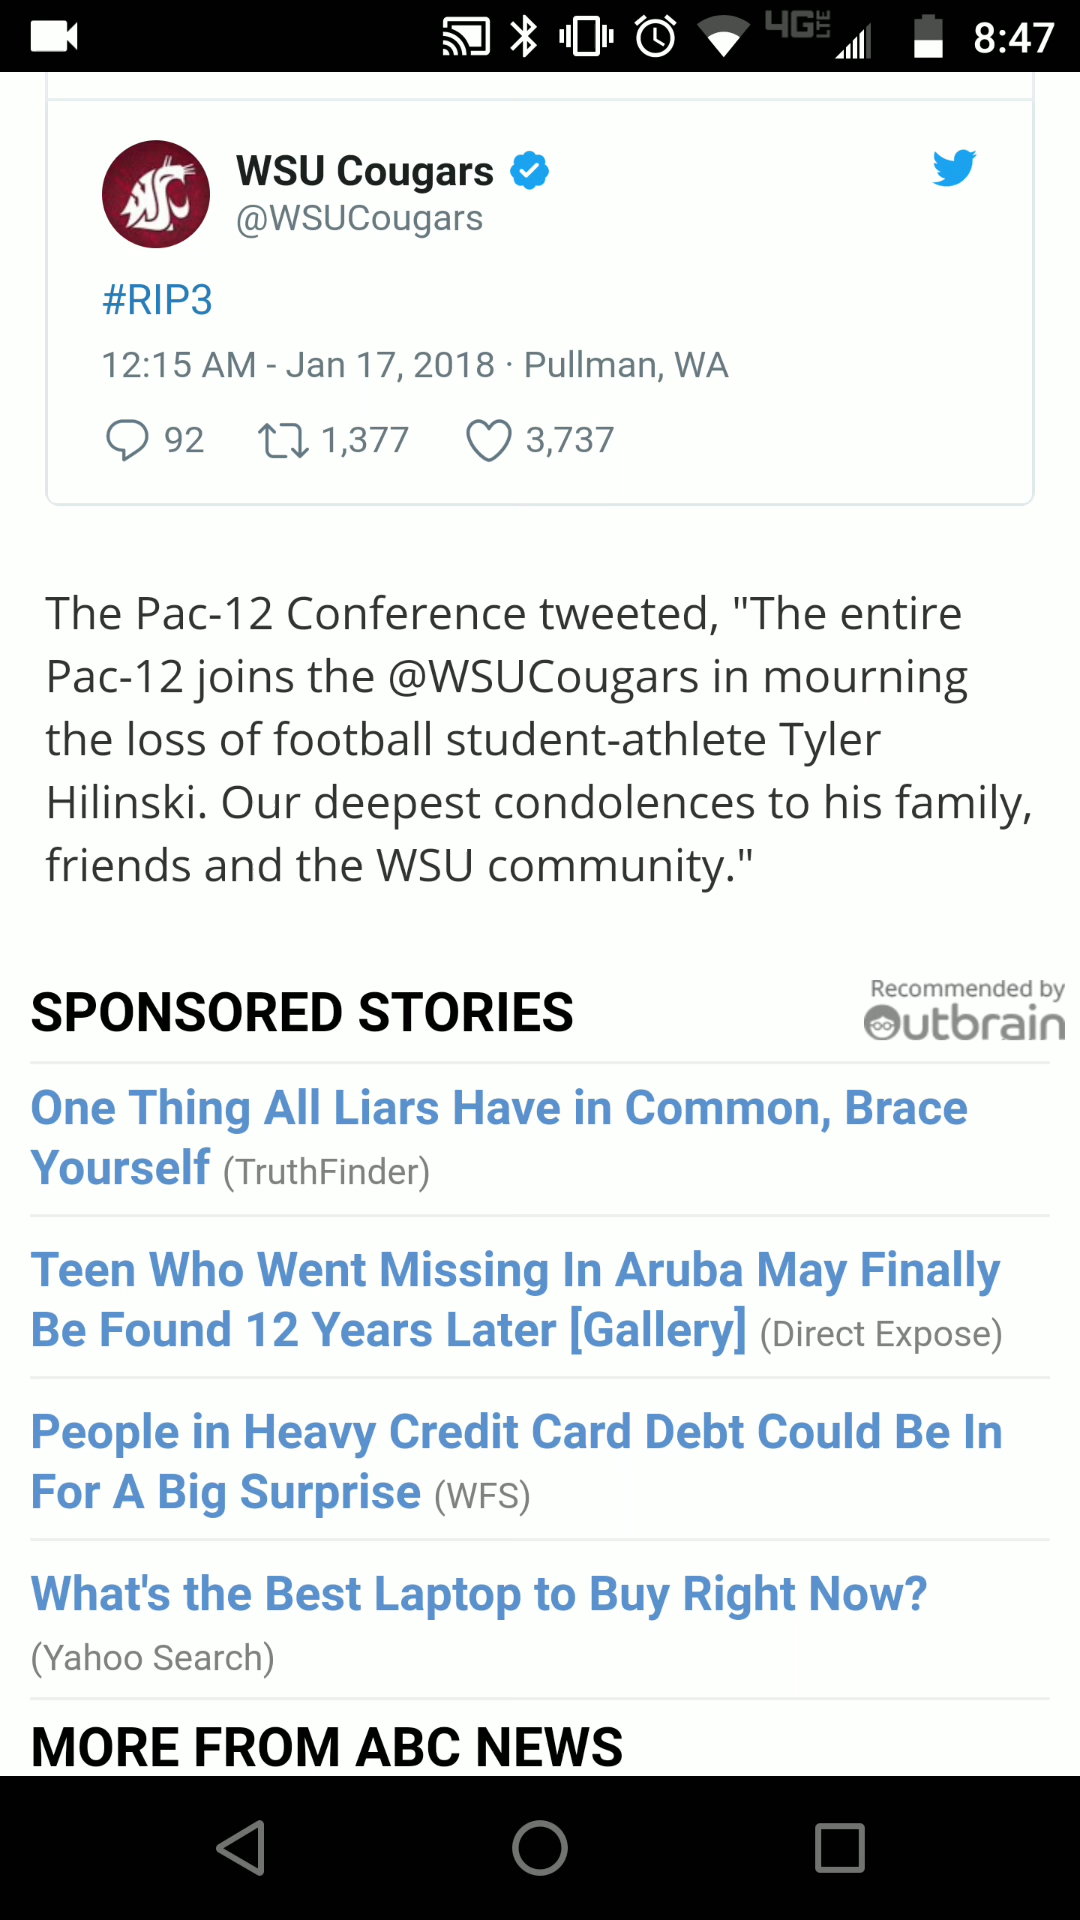 4G LTE 8:47
WSU Cougars
@WSUCougars
#RIP3
12:15 AM - Jan 17, 2018 · Pullman, WA
92 1,377 3,737
The Pac-12 Conference tweeted, "The entire
Pac-12 joins the @WSUCougars in mourning
the loss of football student-athlete Tyler
Hilinski. Our deepest condolences to his family,
friends and the WSU community."
SPONSORED STORIES
Recommended by
Outbrain
One Thing All Liars Have in Common, Brace
Yourself (TruthFinder)
Teen Who Went Missing In Aruba May Finally
Be Found 12 Years Later [Gallery] (Direct Expose)
People in Heavy Credit Card Debt Could Be In
For A Big Surprise (WFS)
What's the Best Laptop to Buy Right Now?
(Yahoo Search)
MORE FROM ABC NEWS